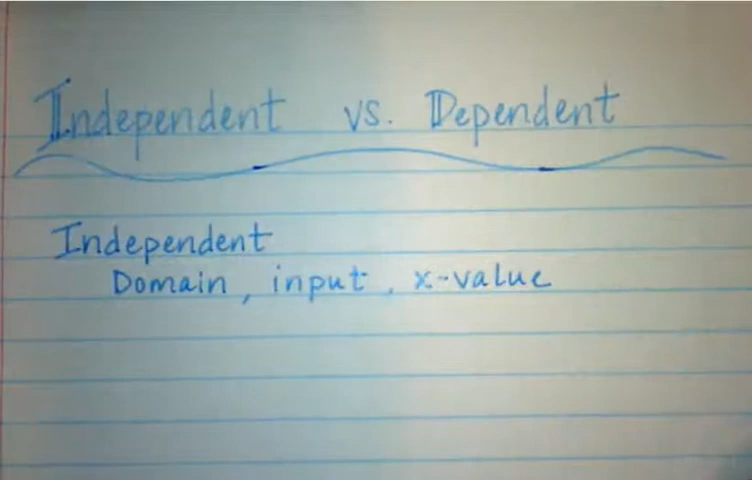 Independent vs. Dependent
Independent
Domain, input, x-value